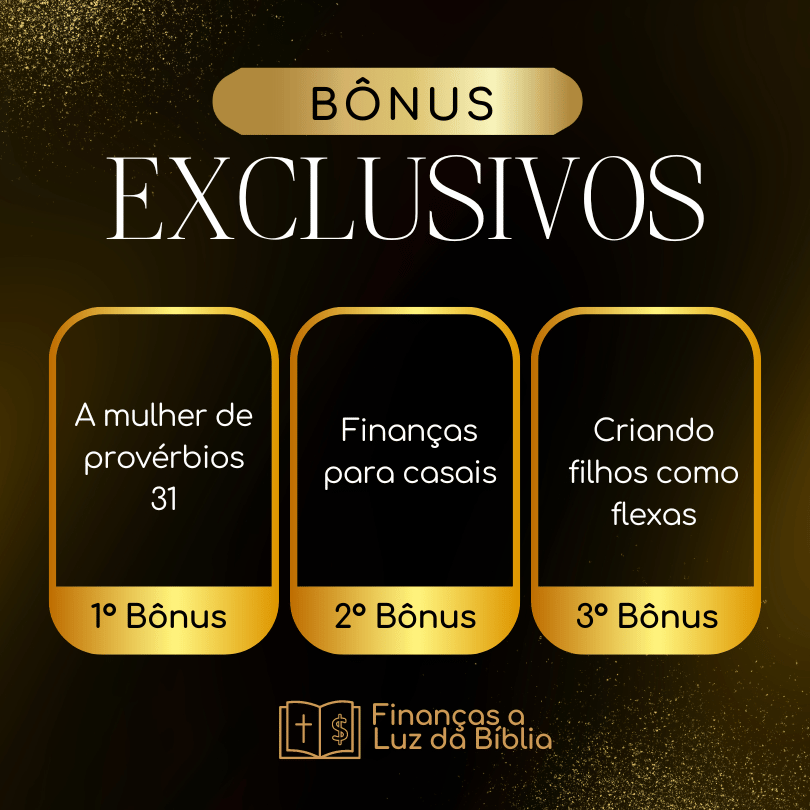 BÔNUS
EXCLUSIVOS
A mulher de
provérbios
31
1º Bônus
Finanças
para casais
2º Bônus
Criando
filhos como
flexas
3º Bônus
Finanças a
Luz da Bíblia